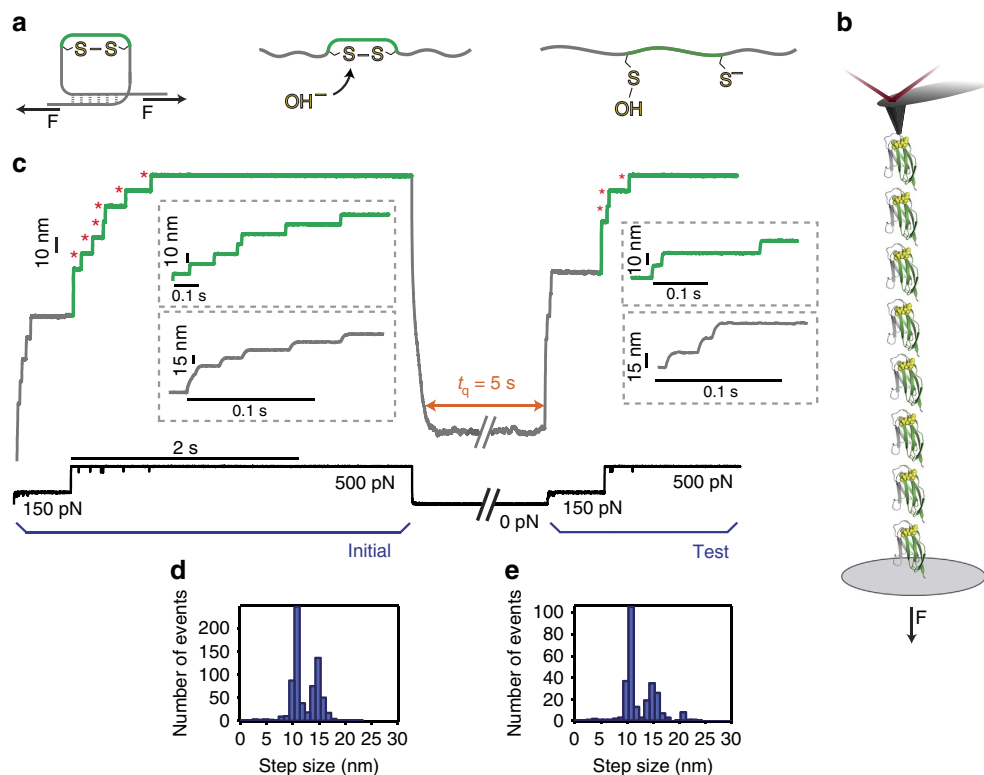 a
b
S–S
S–S
OH⁻
S
OH
S⁻
F
F
c
* * * * * *
* * *
10 nm
10 nm
0.1 s
15 nm
0.1 s
10 nm
0.1 s
15 nm
0.1 s
tq = 5 s
2 s
150 pN
500 pN
0 pN
150 pN
500 pN
Initial
Test
F
d
Number of events
200
150
100
50
0
0 5 10 15 20 25 30
Step size (nm)
e
Number of events
100
80
60
40
20
0
0 5 10 15 20 25 30
Step size (nm)